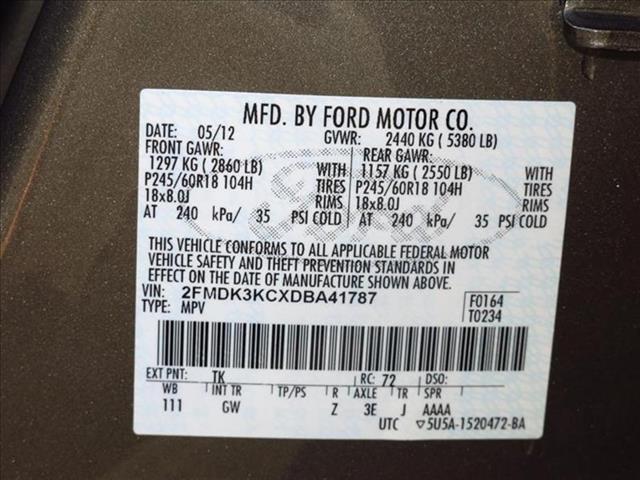 MFD. BY FORD MOTOR CO.
DATE: 05/12 GVWR: 2440 KG ( 5380 LB)
FRONT GAWR: REAR GAWR:
1297 KG ( 2860 LB) WITH 1157 KG ( 2550 LB) WITH
P245/60R18 104H TIRES P245/60R18 104H TIRES
18x8.0J RIMS 18x8.0J RIMS
AT 240 kPa/ 35 PSI COLD AT 240 kPa/ 35 PSI COLD
THIS VEHICLE CONFORMS TO ALL APPLICABLE FEDERAL MOTOR
VEHICLE SAFETY AND THEFT PREVENTION STANDARDS IN
EFFECT ON THE DATE OF MANUFACTURE SHOWN ABOVE.
VIN: 2FMDK3KCXDBA41787 F0164
TYPE: MPV T0234
EXT PNT: TK RC: 72 DSO:
WB INT TR TP/PS R AXLE TR SPR
111 GW Z 3E J AAAA
UTC ▽5U5A-1520472-BA
Ford